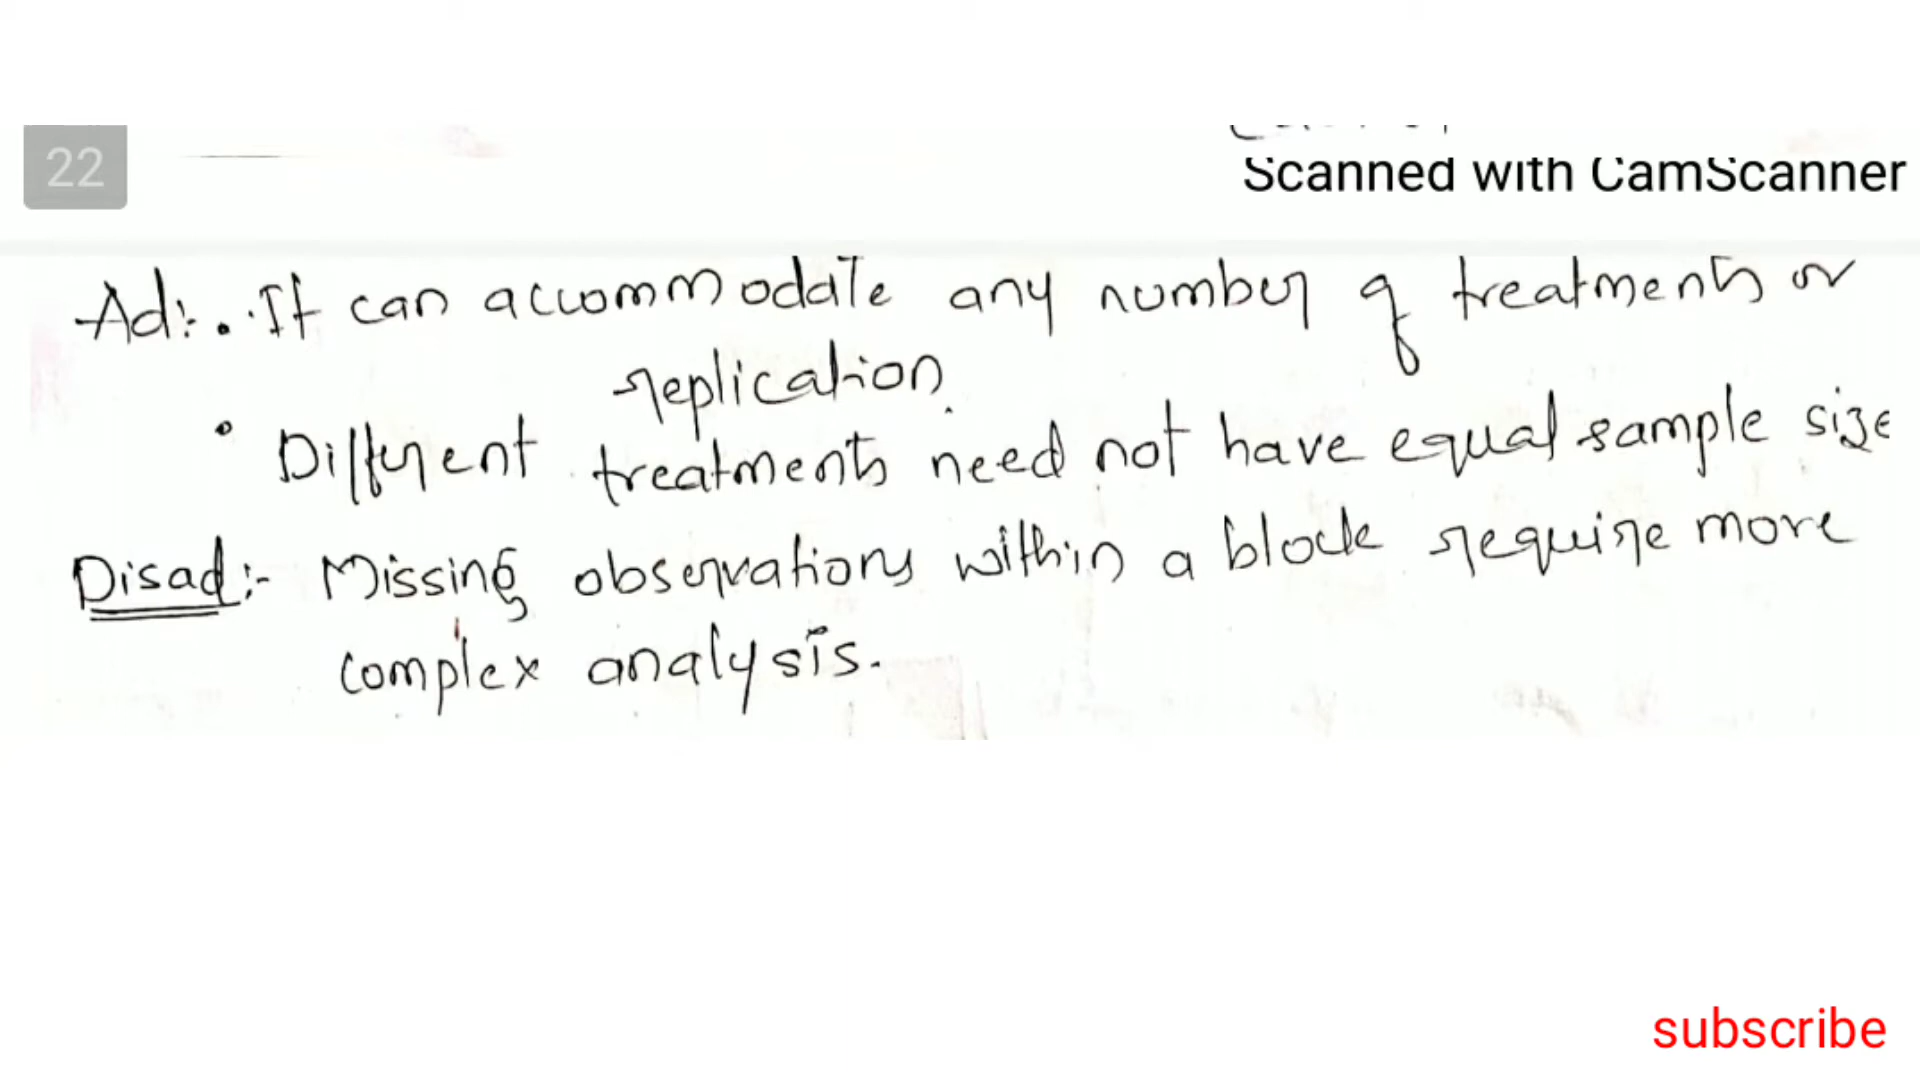 22
Scanned with CamScanner
Ad:- • It can accommodate any number of treatments or
replication.
• Different treatments need not have equal sample size
Disad:- Missing observations within a block require more
complex analysis.
subscribe